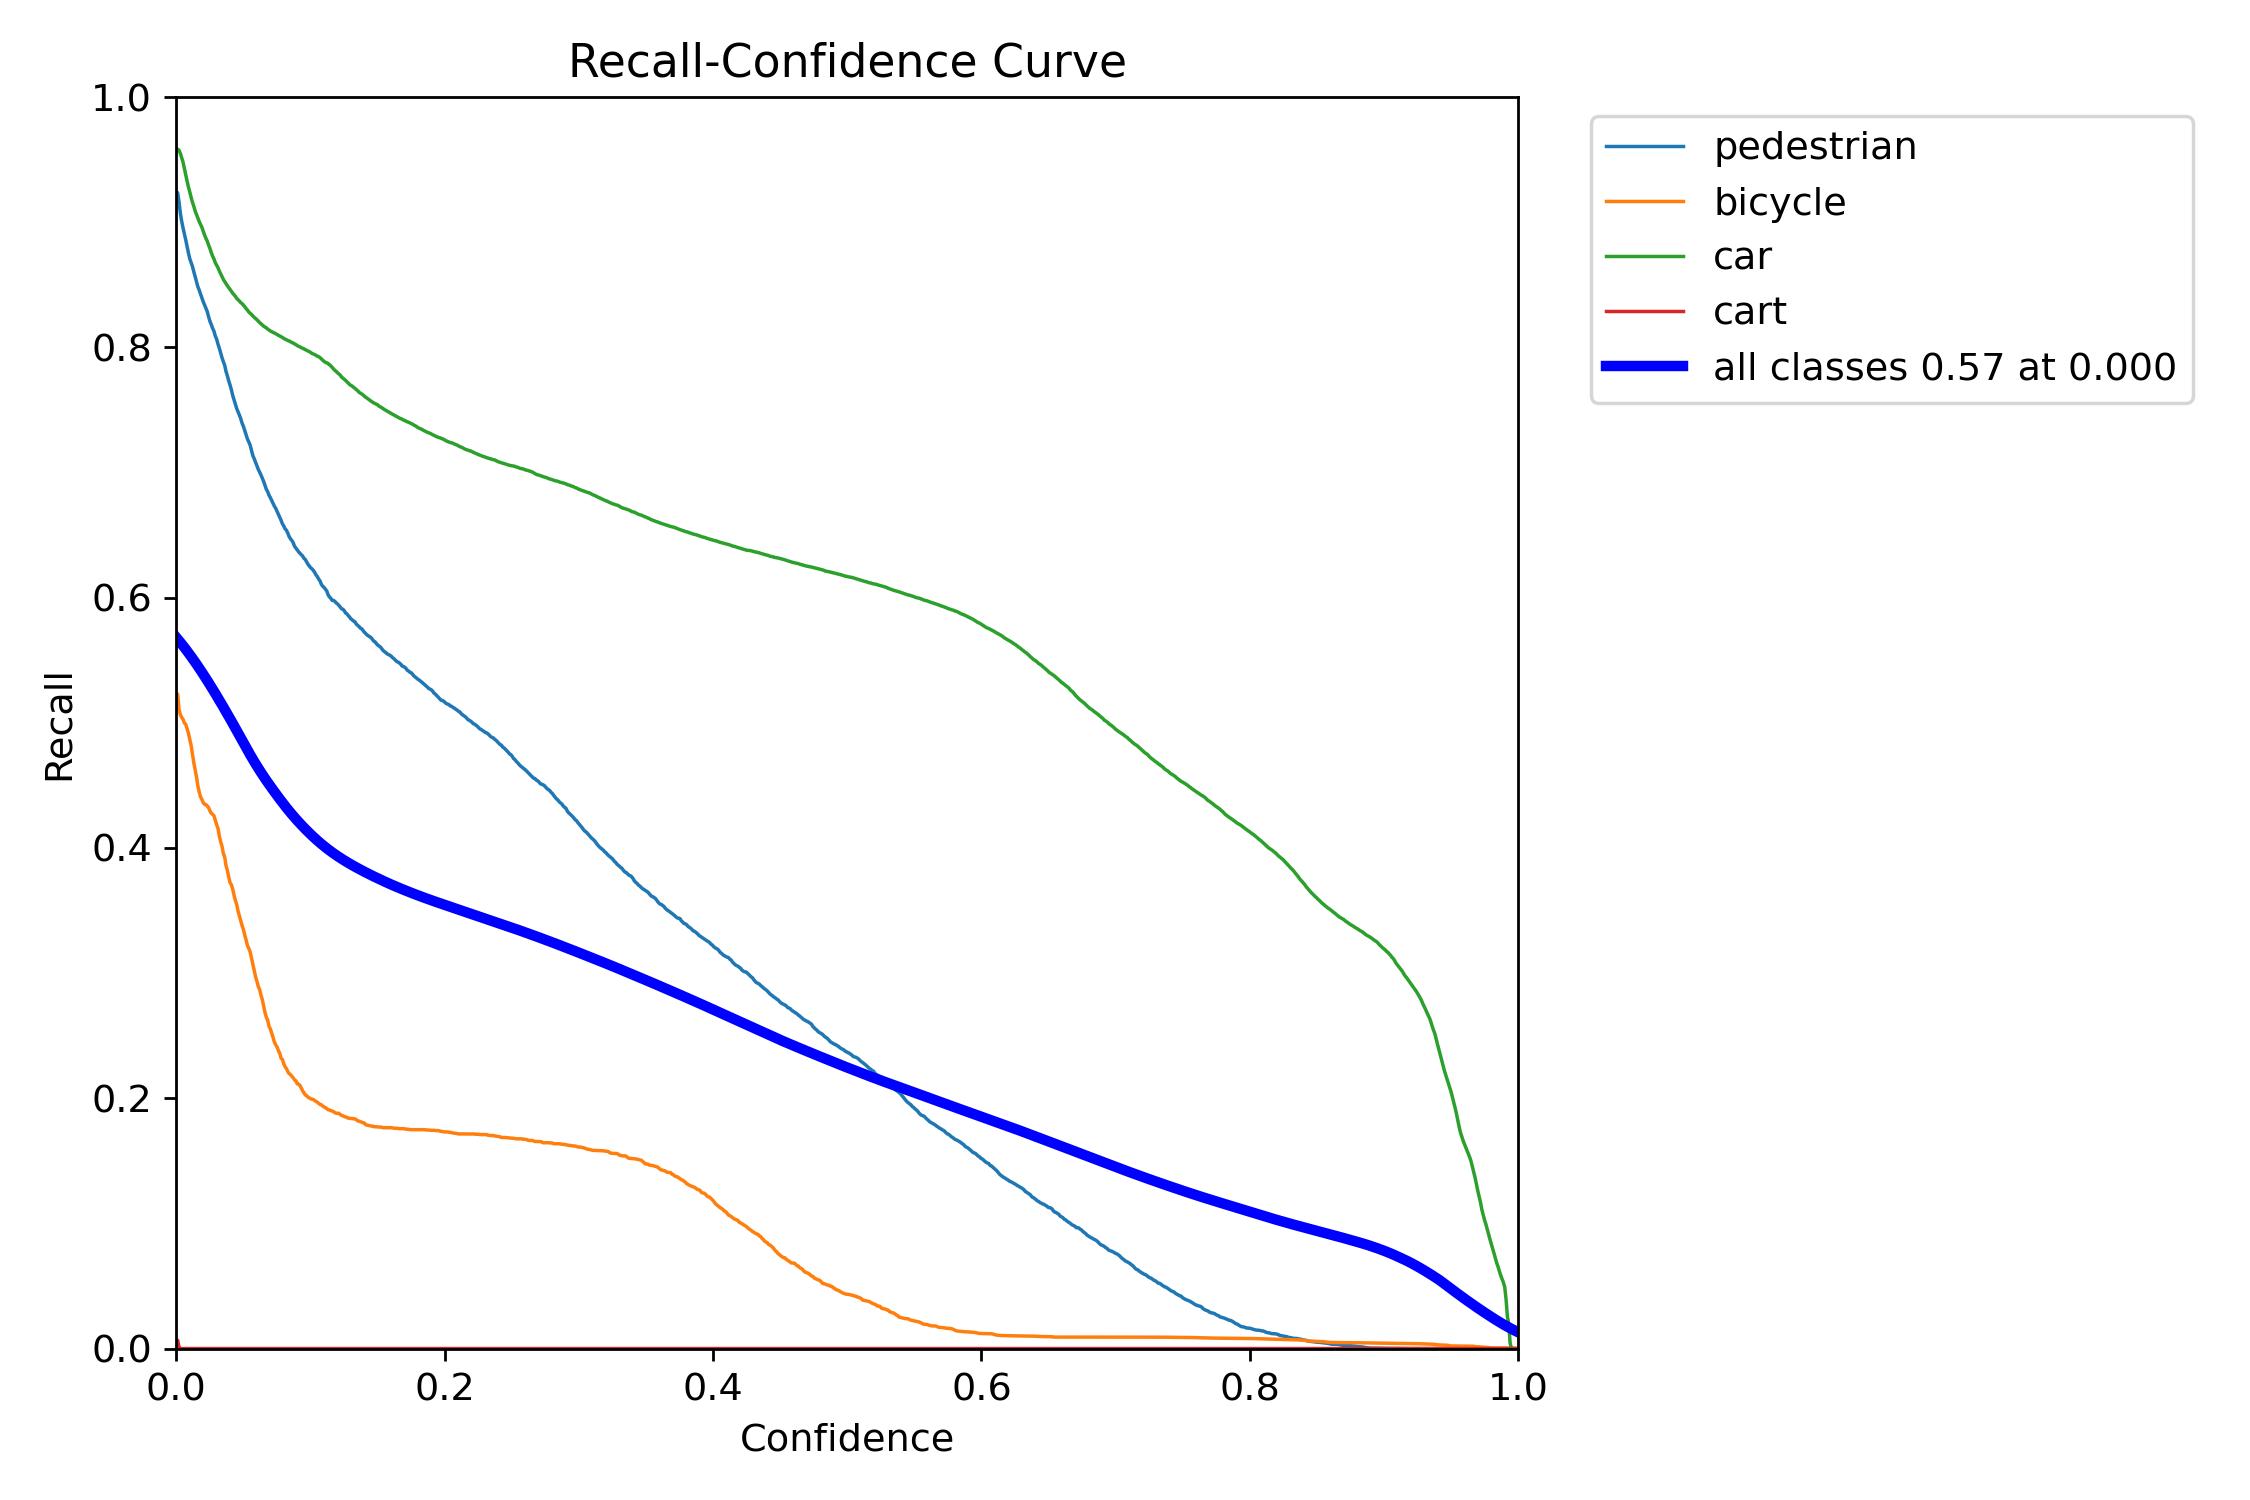 Recall-Confidence Curve
1.0
0.8
0.6
0.4
0.2
0.0
Recall
0.0 0.2 0.4 0.6 0.8 1.0
Confidence
pedestrian
bicycle
car
cart
all classes 0.57 at 0.000